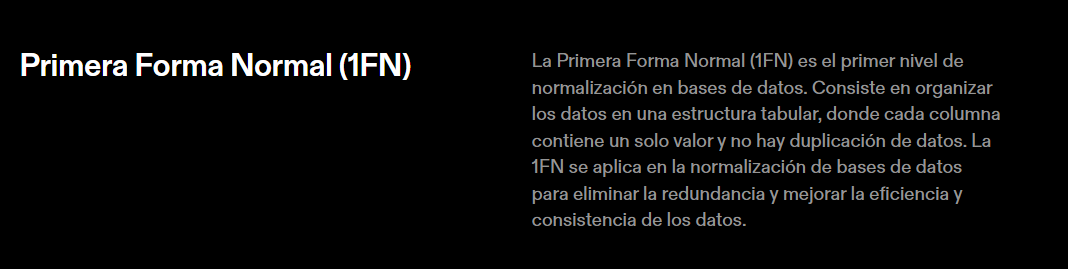 Primera Forma Normal (1FN)
La Primera Forma Normal (1FN) es el primer nivel de
normalización en bases de datos. Consiste en organizar
los datos en una estructura tabular, donde cada columna
contiene un solo valor y no hay duplicación de datos. La
1FN se aplica en la normalización de bases de datos
para eliminar la redundancia y mejorar la eficiencia y
consistencia de los datos.